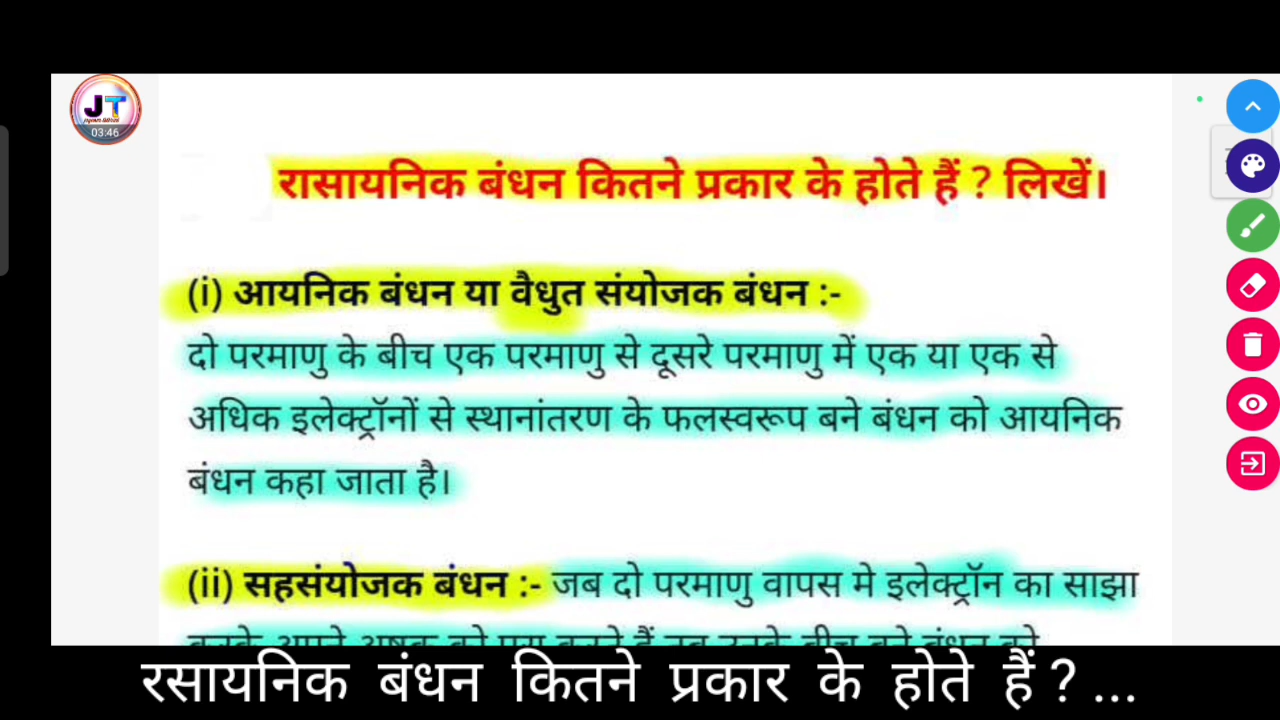 JT
03:46
रासायनिक बंधन कितने प्रकार के होते हैं ? लिखें।
(i) आयनिक बंधन या वैधुत संयोजक बंधन :-
दो परमाणु के बीच एक परमाणु से दूसरे परमाणु में एक या एक से
अधिक इलेक्ट्रॉनों से स्थानांतरण के फलस्वरूप बने बंधन को आयनिक
बंधन कहा जाता है।
(ii) सहसंयोजक बंधन :- जब दो परमाणु वापस मे इलेक्ट्रॉन का साझा
रसायनिक बंधन कितने प्रकार के होते हैं ? ...